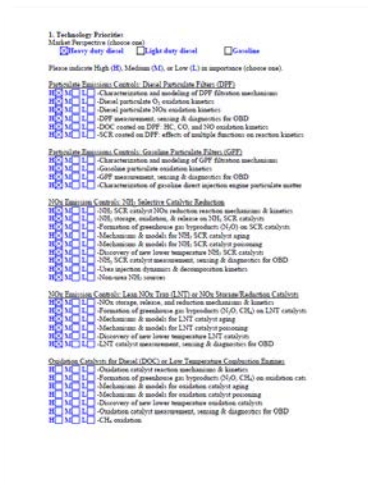 1. Technology Priorities
Market Perspective (choose one)
☒Heavy duty diesel ☐Light duty diesel ☐Gasoline
Please indicate High (H), Medium (M), or Low (L) in importance (choose one).
Particulate Emissions Controls: Diesel Particulate Filters (DPF)
H M L -Characterization and modeling of DPF filtration mechanisms
H M L -Diesel particulate O₂ oxidation kinetics
H M L -Diesel particulate NOx oxidation kinetics
H M L -DPF measurement, sensing & diagnostics for OBD
H M L -DOC coated on DPF: HC, CO, and NO oxidation kinetics
H M L -SCR coated on DPF: effects of multiple functions on reaction kinetics
Particulate Emissions Controls: Gasoline Particulate Filters (GPF)
H M L -Characterization and modeling of GPF filtration mechanisms
H M L -Gasoline particulate oxidation kinetics
H M L -GPF measurement, sensing & diagnostics for OBD
H M L -Characterization of gasoline direct injection engine particulate matter
NOx Emission Controls: NH₃ Selective Catalytic Reduction
H M L -NH₃ SCR catalyst NOx reduction reaction mechanisms & kinetics
H M L -NH₃ storage, oxidation, & release on NH₃ SCR catalysts
H M L -Formation of greenhouse gas byproducts (N₂O) on SCR catalysts
H M L -Mechanisms & models for NH₃ SCR catalyst aging
H M L -Mechanisms & models for NH₃ SCR catalyst poisoning
H M L -Discovery of new lower temperature NH₃ SCR catalysts
H M L -NH₃ SCR catalyst measurement, sensing & diagnostics for OBD
H M L -Urea injection dynamics & decomposition kinetics
H M L -Non-urea NH₃ sources
NOx Emission Controls: Lean NOx Trap (LNT) or NOx Storage/Reduction Catalysts
H M L -NOx storage, release, and reduction mechanisms & kinetics
H M L -Formation of greenhouse gas byproducts (N₂O, CH₄) on LNT catalysts
H M L -Mechanisms & models for LNT catalyst aging
H M L -Mechanisms & models for LNT catalyst poisoning
H M L -Discovery of new lower temperature LNT catalysts
H M L -LNT catalyst measurement, sensing & diagnostics for OBD
Oxidation Catalysts for Diesel (DOC) or Low Temperature Combustion Engines
H M L -Oxidation catalyst reaction mechanisms & kinetics
H M L -Formation of greenhouse gas byproducts (N₂O, CH₄) on oxidation cats
H M L -Mechanisms & models for oxidation catalyst aging
H M L -Mechanisms & models for oxidation catalyst poisoning
H M L -Discovery of new lower temperature oxidation catalysts
H M L -Oxidation catalyst measurement, sensing & diagnostics for OBD
H M L -CH₄ oxidation